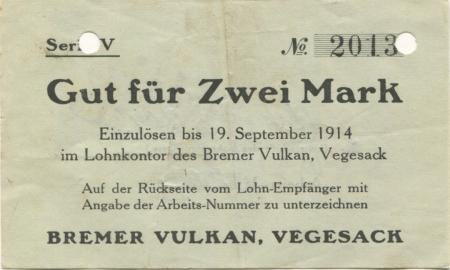 V
№ 2013
Gut für Zwei Mark
Einzulösen bis 19. September 1914
im Lohnkontor des Bremer Vulkan, Vegesack
Auf der Rückseite vom Lohn-Empfänger mit
Angabe der Arbeits-Nummer zu unterzeichnen
BREMER VULKAN, VEGESACK